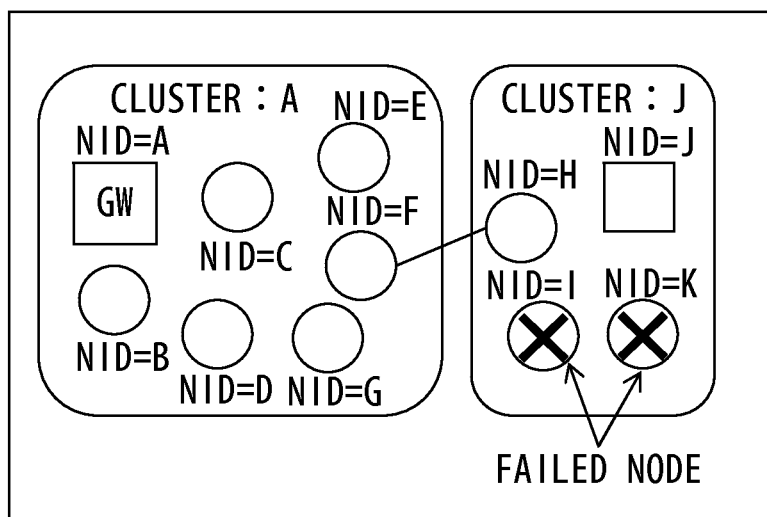 CLUSTER : A
CLUSTER : J
NID=E
NID=A
NID=J
GW
NID=H
NID=F
NID=C
NID=I
NID=K
NID=B
NID=D
NID=G
FAILED NODE